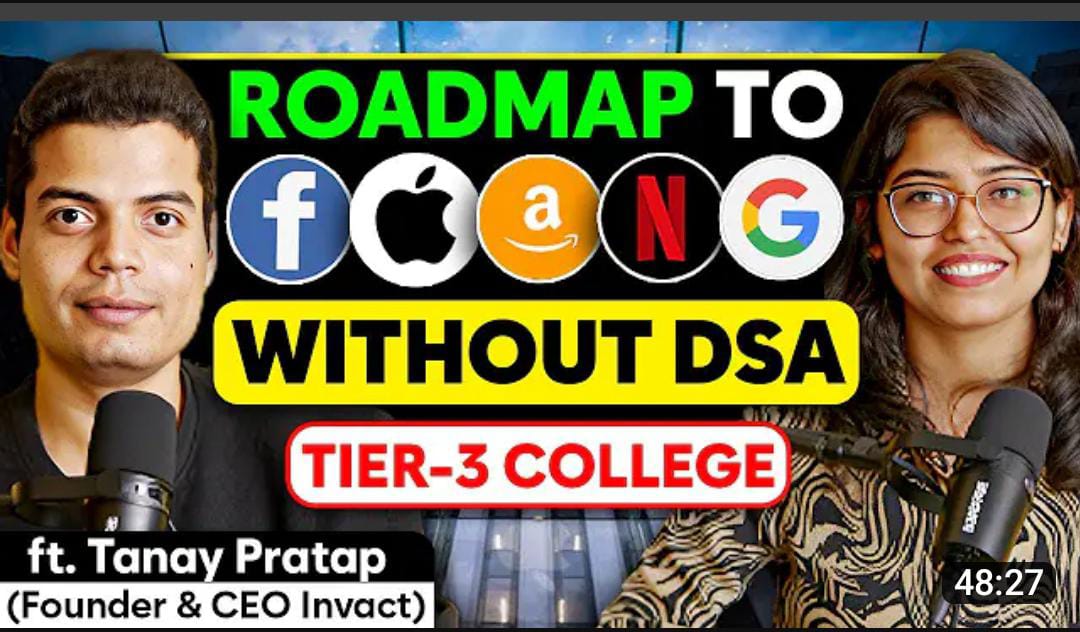 ROADMAP TO
WITHOUT DSA
TIER-3 COLLEGE
ft. Tanay Pratap
(Founder & CEO Invact)
48:27